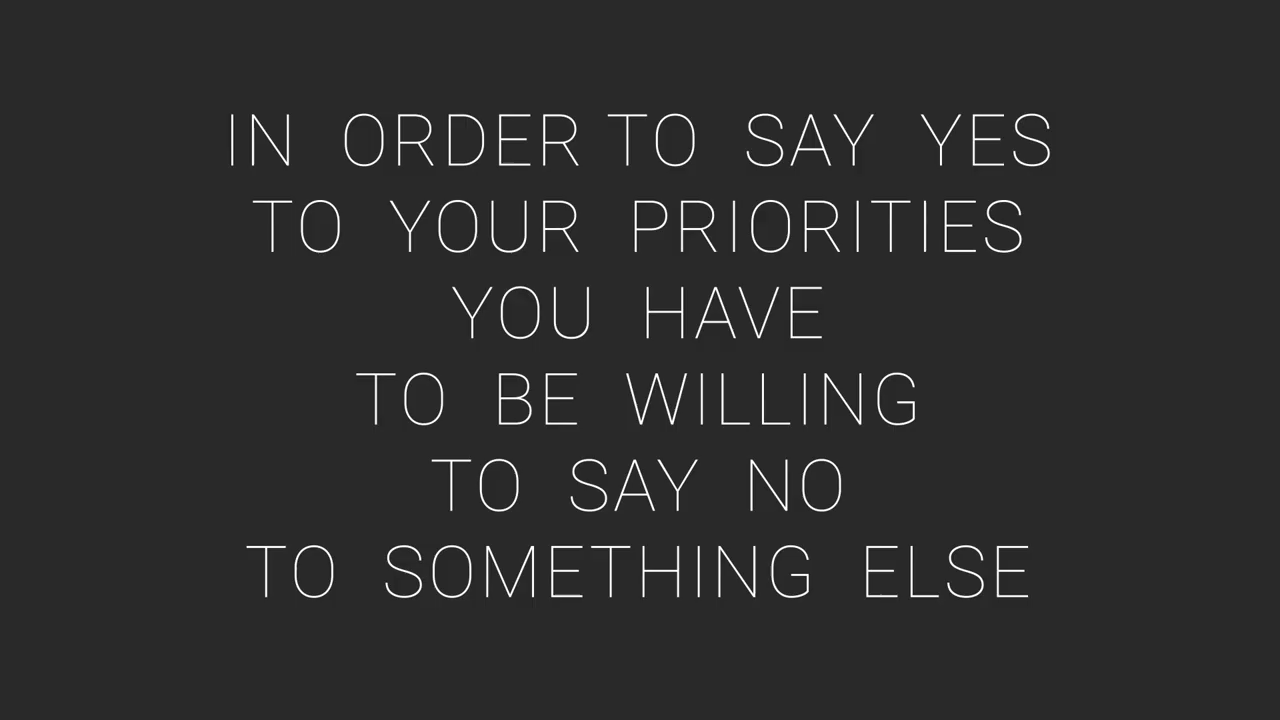 IN ORDER TO SAY YES
TO YOUR PRIORITIES
YOU HAVE
TO BE WILLING
TO SAY NO
TO SOMETHING ELSE